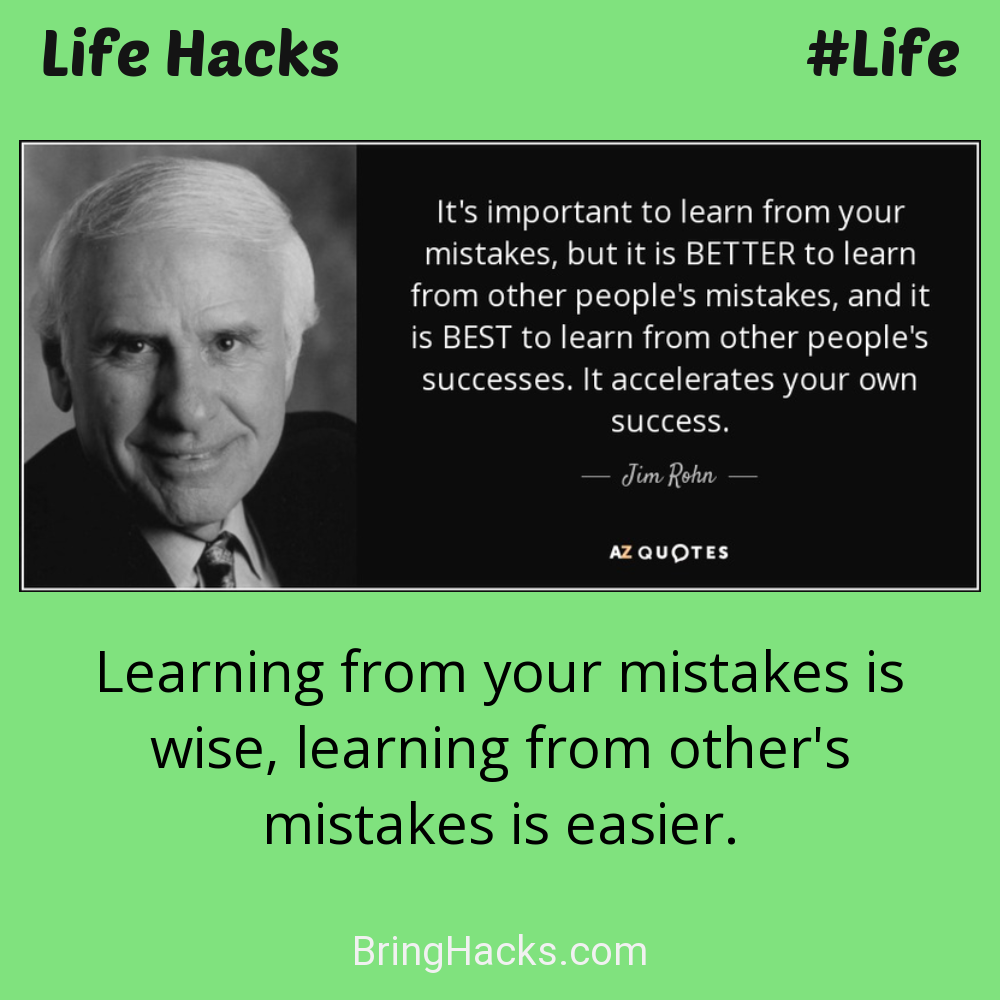 Life Hacks #Life
It's important to learn from your
mistakes, but it is BETTER to learn
from other people's mistakes, and it
is BEST to learn from other people's
successes. It accelerates your own
success.
Jim Rohn
AZ QUOTES
Learning from your mistakes is
wise, learning from other's
mistakes is easier.
BringHacks.com